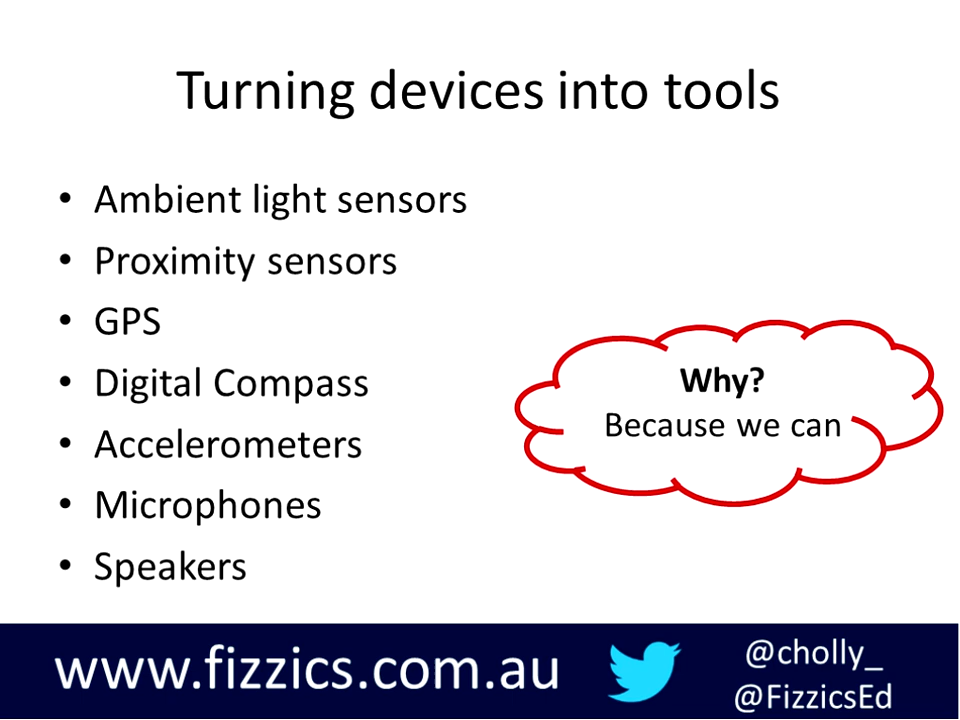 Turning devices into tools
• Ambient light sensors
• Proximity sensors
• GPS
• Digital Compass
• Accelerometers
• Microphones
• Speakers
Why?
Because we can
www.fizzics.com.au
@cholly_
@FizzicsEd